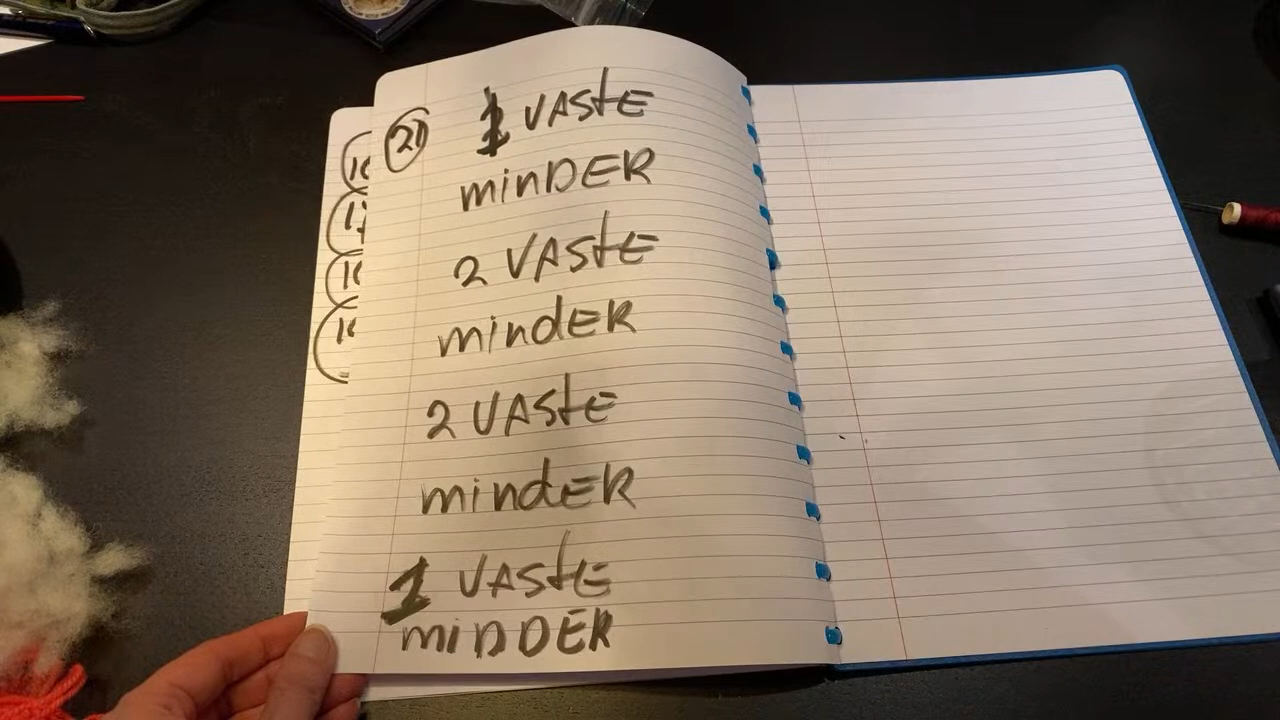 21 1 VASTE
minDER
2 VASTE
mindER
2 VASTE
mindER
1 VASTE
minDER